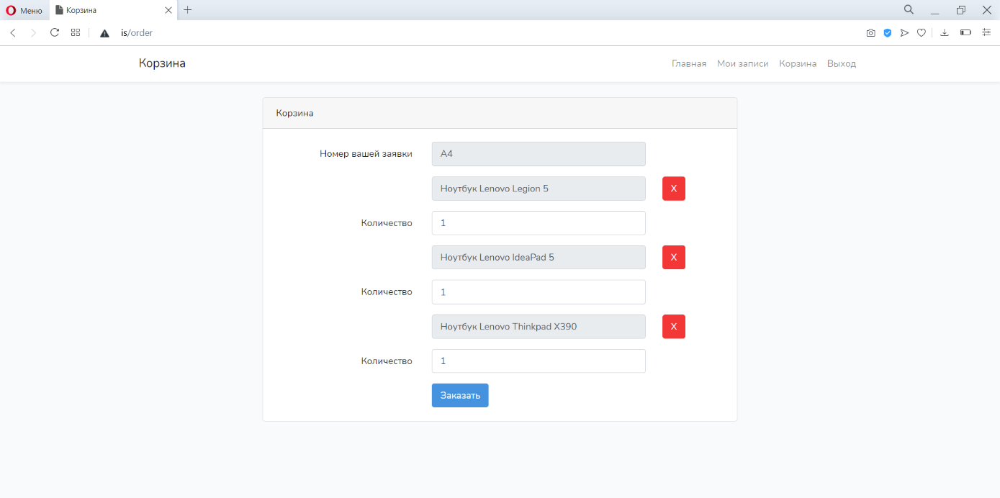 Меню
Корзина
is/order
Корзина
Главная Мои записи Корзина Выход
Корзина
Номер вашей заявки A4
Ноутбук Lenovo Legion 5 X
Количество 1
Ноутбук Lenovo IdeaPad 5 X
Количество 1
Ноутбук Lenovo Thinkpad X390 X
Количество 1
Заказать